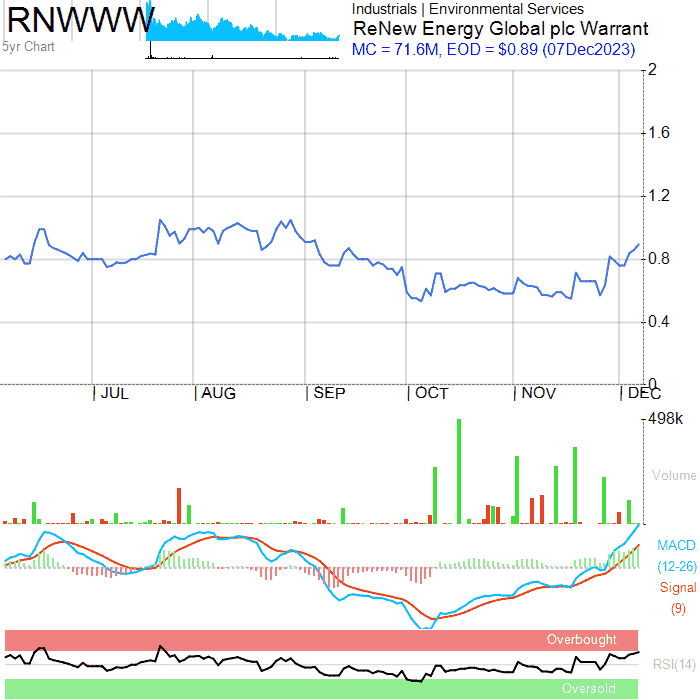 RNWWW
5yr Chart
Industrials | Environmental Services
ReNew Energy Global plc Warrant
MC = 71.6M, EOD = $0.89 (07Dec2023)
2
1.6
1.2
0.8
0.4
0
JUL AUG SEP OCT NOV DEC
498k
Volume
MACD
(12-26)
Signal
(9)
Overbought
RSI(14)
Oversold